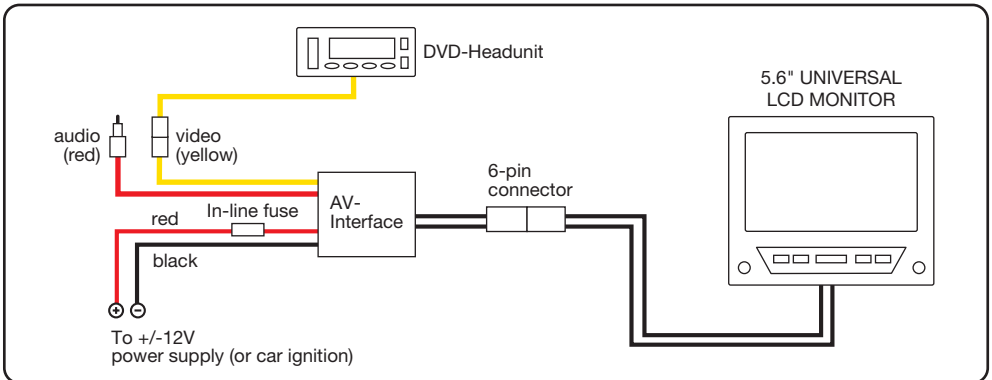 DVD-Headunit
5.6" UNIVERSAL
LCD MONITOR
audio
(red)
video
(yellow)
6-pin
connector
AV-
Interface
red
In-line fuse
black
+
−
To +/-12V
power supply (or car ignition)